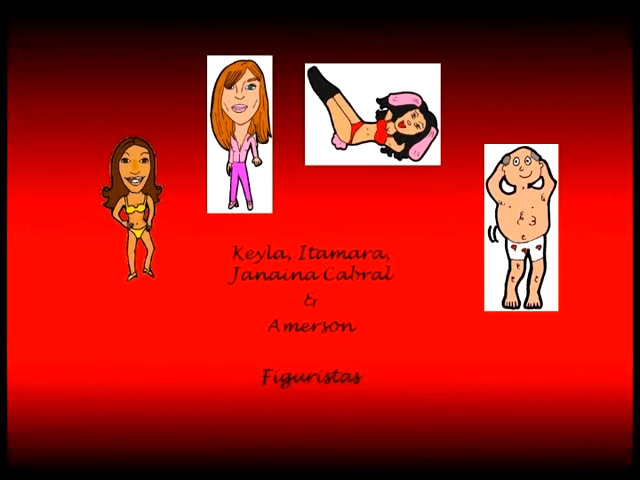 Keyla, Itamara,
Janaina Cabral
&
Amerson
Figuristas